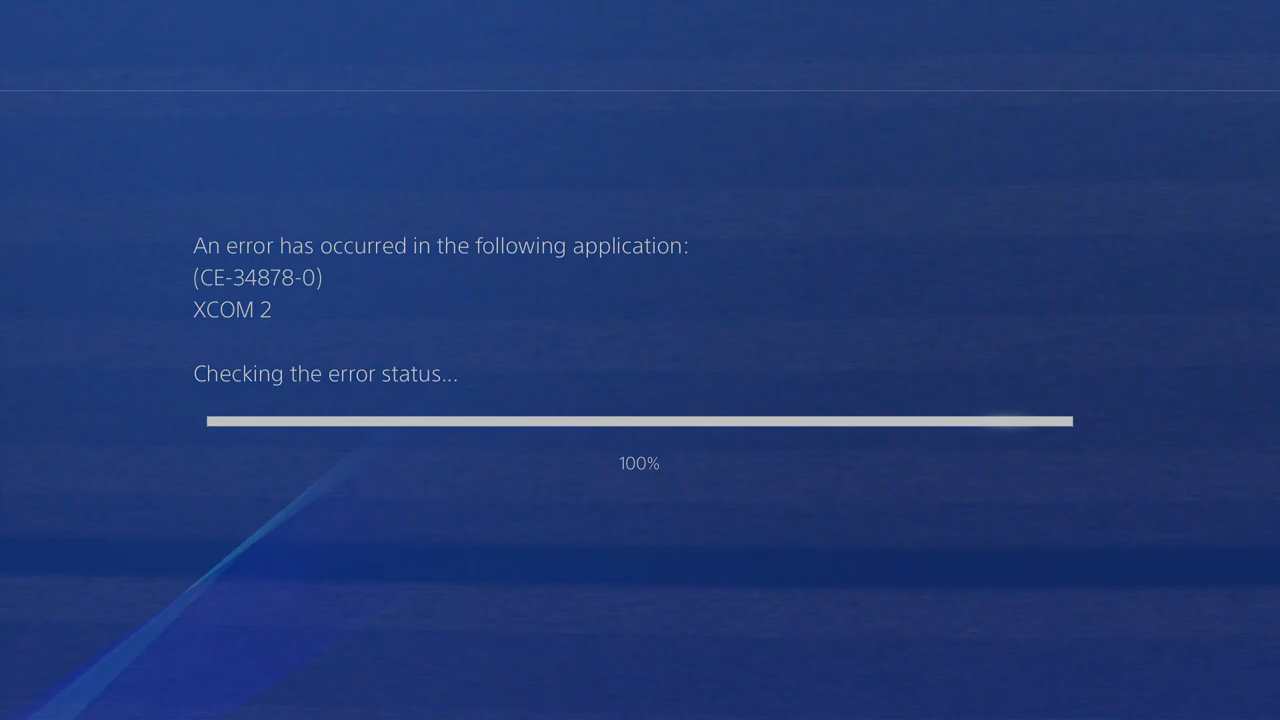 An error has occurred in the following application:
(CE-34878-0)
XCOM 2
Checking the error status...
100%